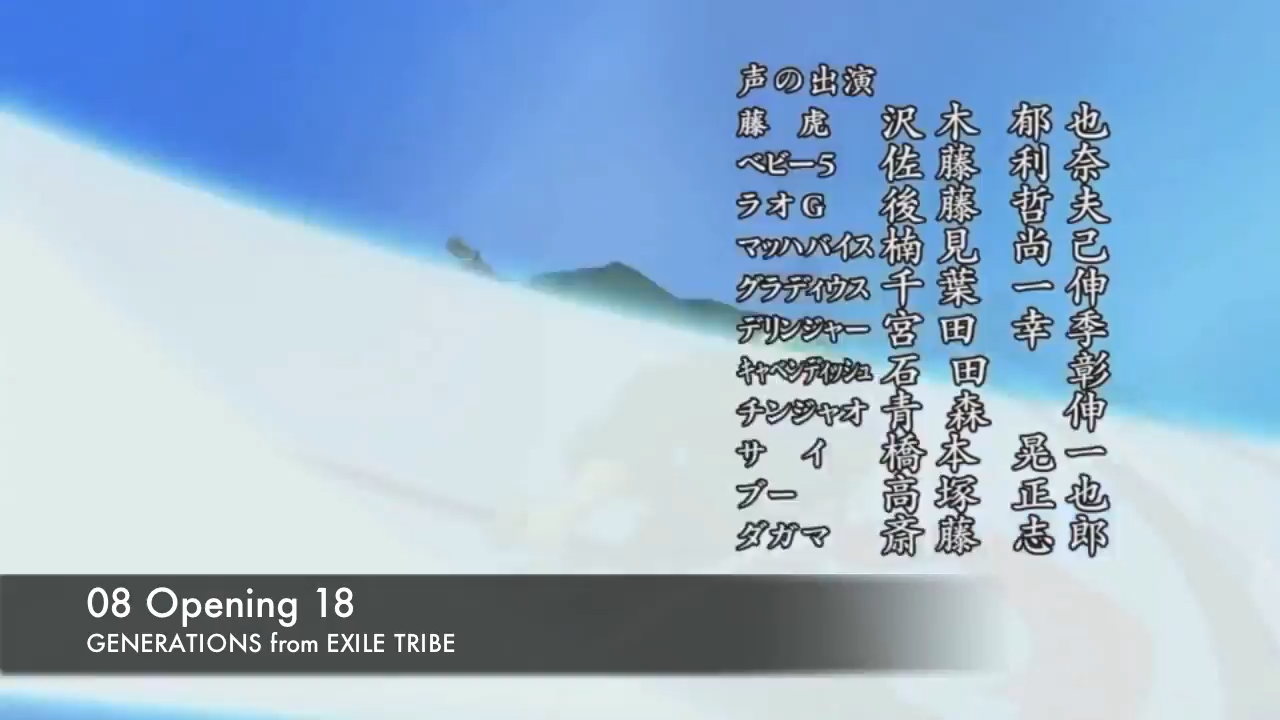 声の出演
藤 虎 沢木 郁也
ベビー5 佐藤 利奈
ラオG 後藤 哲夫
マッハバイス 楠見 尚己
グラディウス 千葉 一伸
デリンジャー 宮田 幸季
キャベンディッシュ 石田 彰
チンジャオ 青森 伸
サ イ 橋本 晃一
ブー 高塚 正也
ダガマ 斎藤 志郎
08 Opening 18
GENERATIONS from EXILE TRIBE